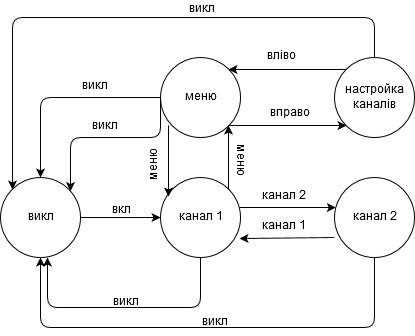 викл
вліво
викл
меню
настройка
каналів
вправо
викл
меню
меню
викл
вкл
канал 1
канал 2
канал 1
канал 2
викл
викл